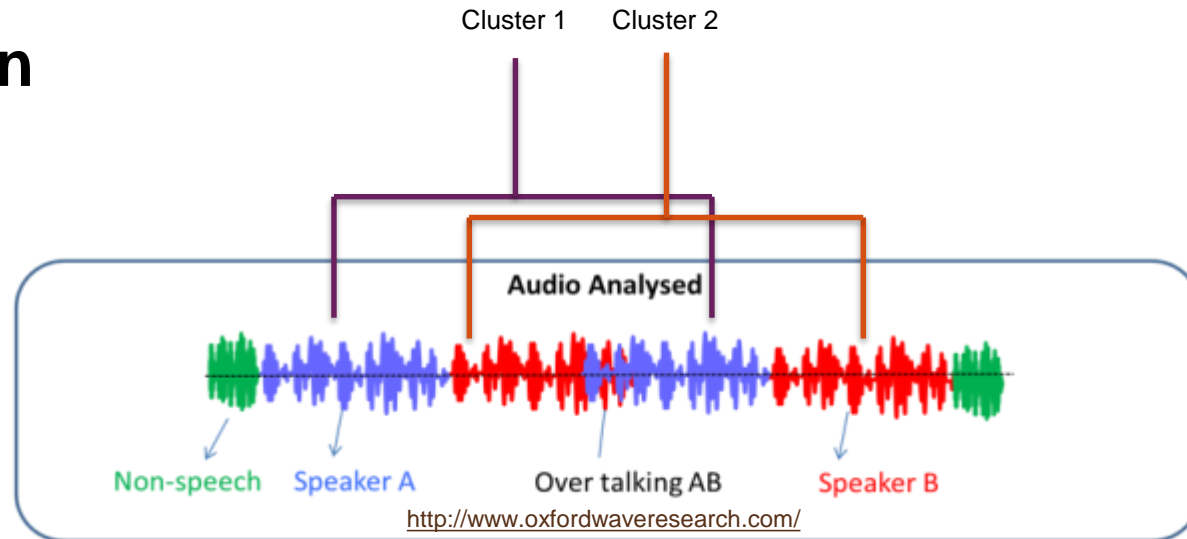 Cluster 1 Cluster 2
n
Audio Analysed
Non-speech Speaker A Over talking AB Speaker B
http://www.oxfordwaveresearch.com/